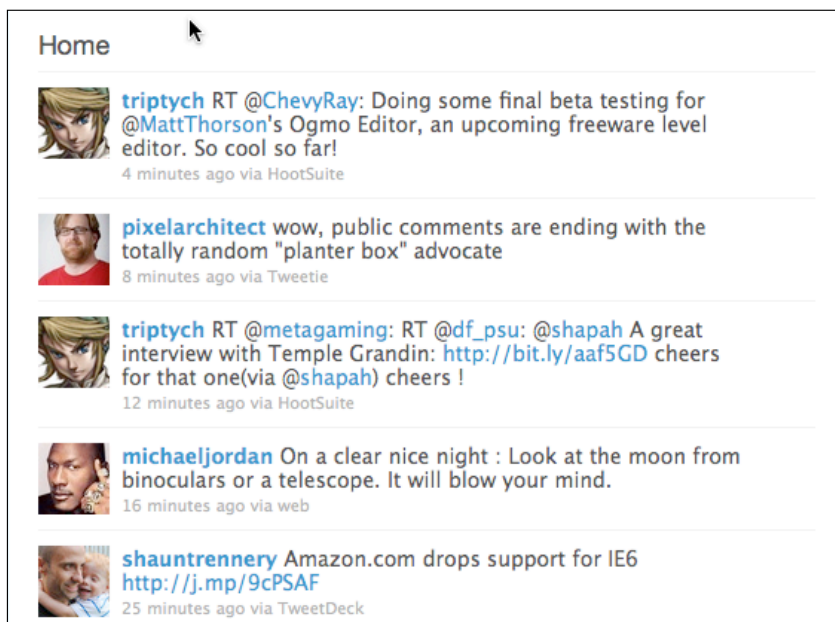 Home
triptych RT @ChevyRay: Doing some final beta testing for
@MattThorson's Ogmo Editor, an upcoming freeware level
editor. So cool so far!
4 minutes ago via HootSuite
pixelarchitect wow, public comments are ending with the
totally random "planter box" advocate
8 minutes ago via Tweetie
triptych RT @metagaming: RT @df_psu: @shapah A great
interview with Temple Grandin: http://bit.ly/aaf5GD cheers
for that one(via @shapah) cheers !
12 minutes ago via HootSuite
michaeljordan On a clear nice night : Look at the moon from
binoculars or a telescope. It will blow your mind.
16 minutes ago via web
shauntrennery Amazon.com drops support for IE6
http://j.mp/9cPSAF
25 minutes ago via TweetDeck